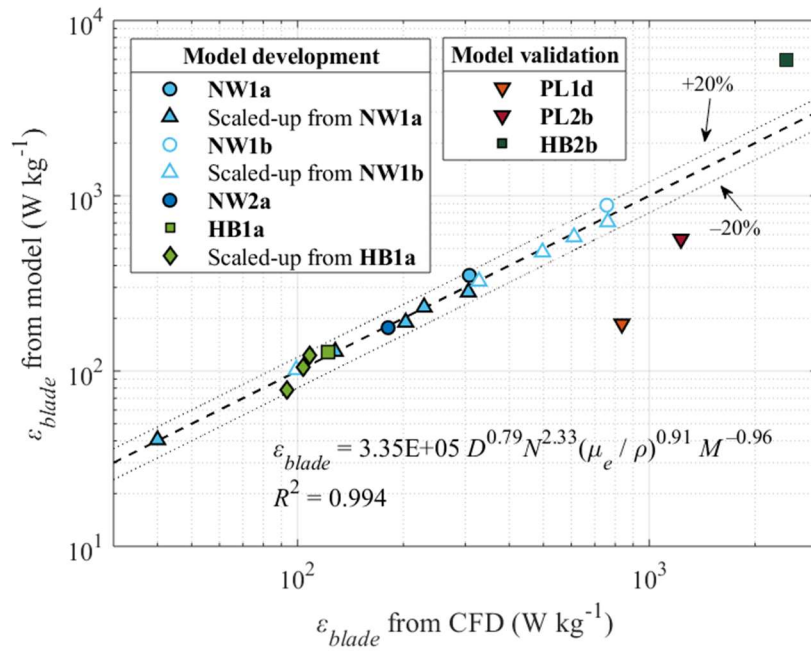 10^4
Model development
NW1a
Scaled-up from NW1a
NW1b
Scaled-up from NW1b
NW2a
HB1a
Scaled-up from HB1a
Model validation
PL1d
PL2b
HB2b
+20%
10^3
–20%
ε_blade from model (W kg^-1)
10^2
ε_blade = 3.35E+05 D^0.79 N^2.33 (μ_e / ρ)^0.91 M^–0.96
R^2 = 0.994
10^1
10^2
10^3
ε_blade from CFD (W kg^-1)